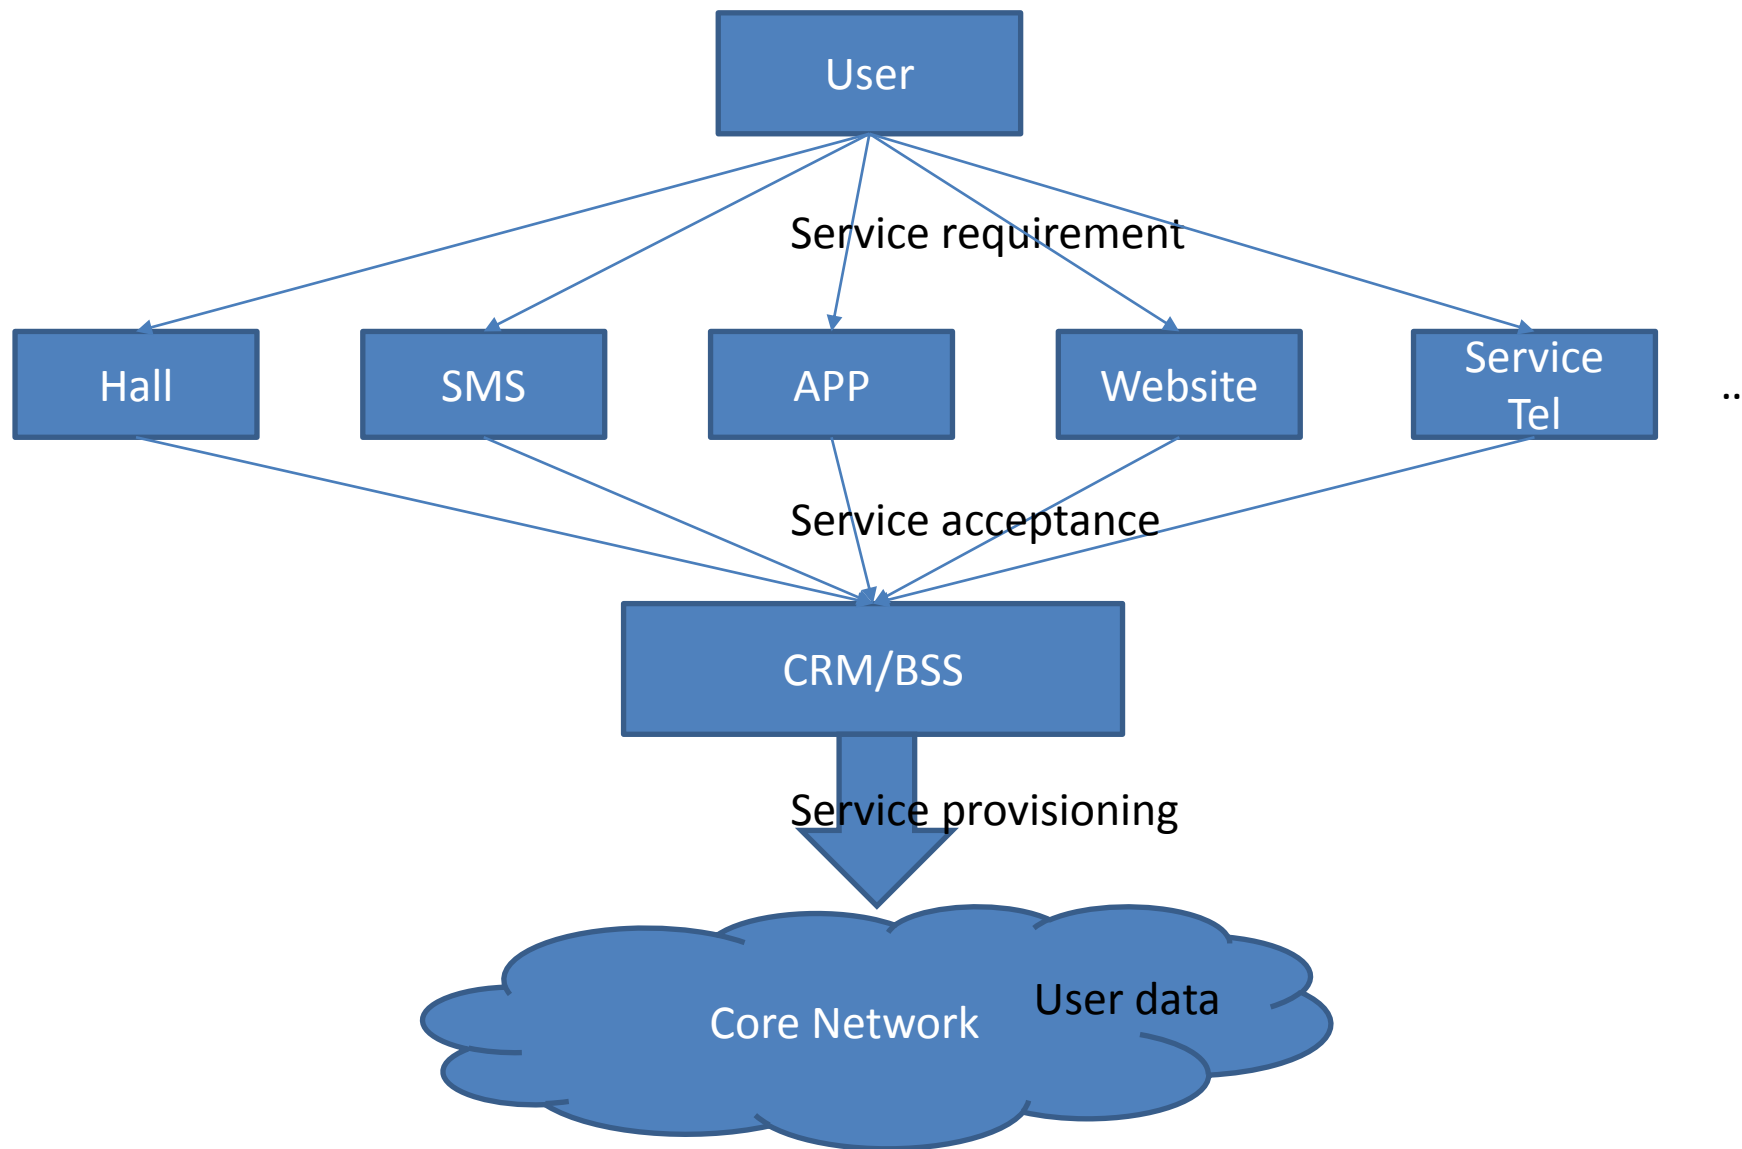 User
Service requirement
Hall
SMS
APP
Website
Service
Tel
..
Service acceptance
CRM/BSS
Service provisioning
User data
Core Network